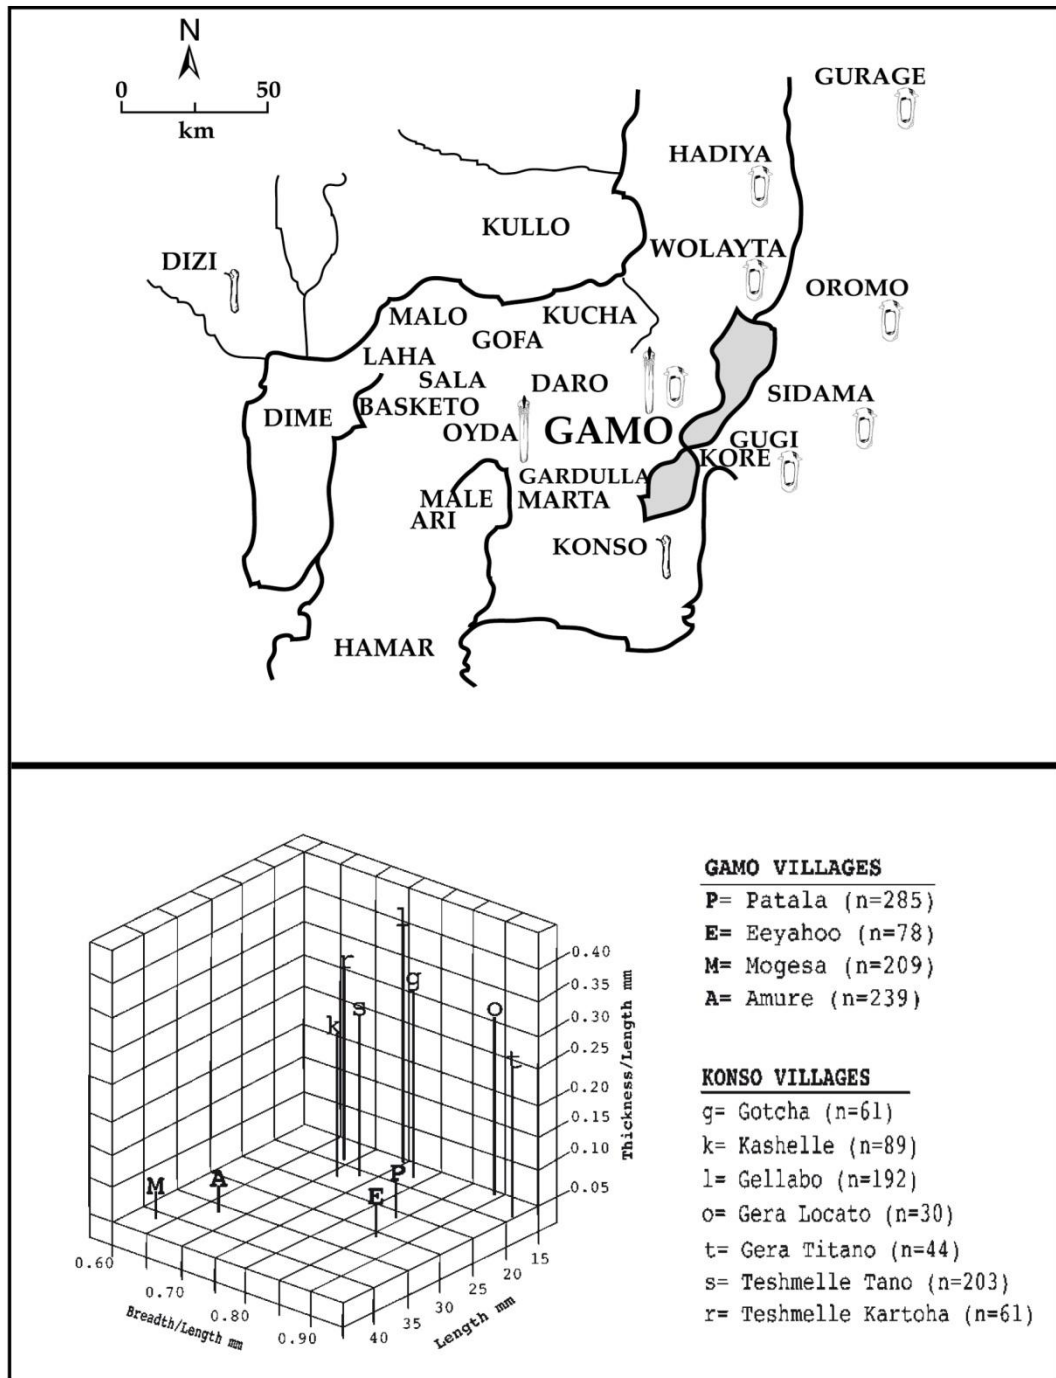 N
0 50
km
GURAGE
HADIYA
KULLO
WOLAYTA
DIZI
OROMO
MALO
KUCHA
GOFA
LAHA
SALA
DARO
SIDAMA
BASKETO
DIME
OYDA
GAMO
GUGI
KORE
GARDULLA
MALE
MARTA
ARI
KONSO
HAMAR
0.40
0.35
0.30
0.25
0.20
0.15
0.10
0.05
Thickness/Length mm
l
r
g
s
o
k
t
P
M
A
E
0.60
0.70
0.80
0.90
Breadth/Length mm
40
35
30
25
20
15
Length mm
GAMO VILLAGES
P= Patala (n=285)
E= Eeyahoo (n=78)
M= Mogesa (n=209)
A= Amure (n=239)
KONSO VILLAGES
g= Gotcha (n=61)
k= Kashelle (n=89)
l= Gellabo (n=192)
o= Gera Locato (n=30)
t= Gera Titano (n=44)
s= Teshmelle Tano (n=203)
r= Teshmelle Kartoha (n=61)